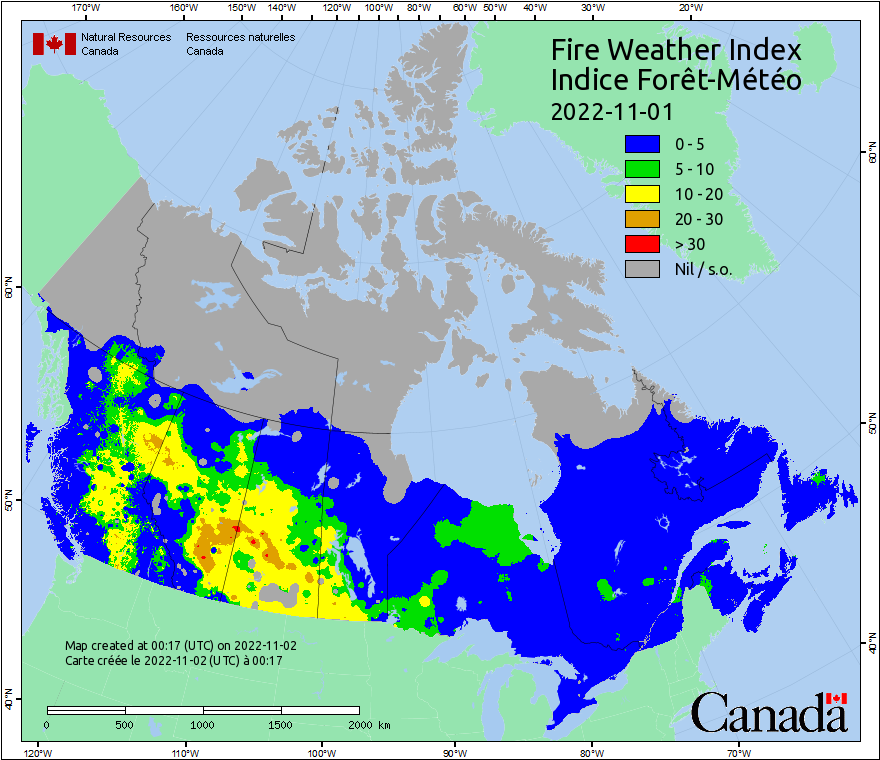 170°W 160°W 150°W 140°W 130°W 120°W 110°W 100°W 90°W 80°W 70°W 60°W 50°W 40°W 30°W 20°W
Natural Resources Ressources naturelles
Canada Canada
Fire Weather Index
Indice Forêt-Météo
2022-11-01
0 - 5
5 - 10
10 - 20
20 - 30
> 30
Nil / s.o.
60°N
60°N
50°N
50°N
40°N
40°N
Map created at 00:17 (UTC) on 2022-11-02
Carte créée le 2022-11-02 (UTC) à 00:17
0 500 1000 1500 2000 km
Canada
120°W 110°W 100°W 90°W 80°W 70°W